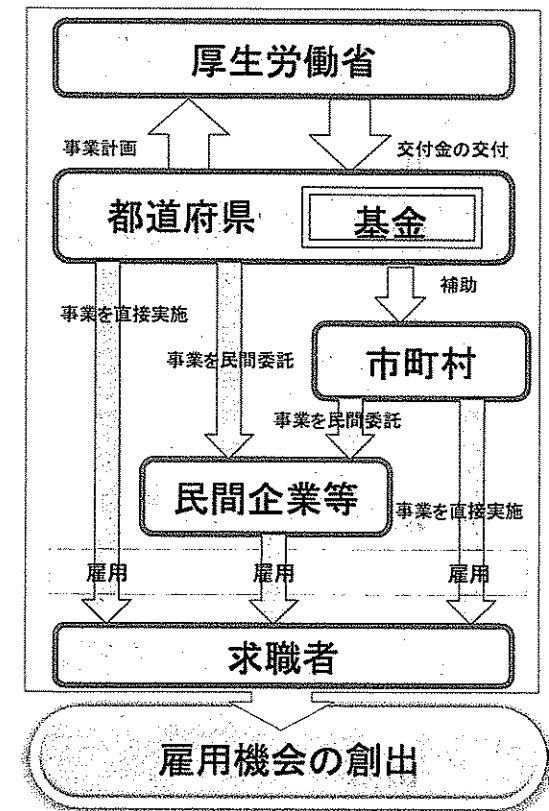 厚生労働省
事業計画
交付金の交付
都道府県
基金
補助
事業を直接実施
市町村
事業を民間委託
事業を民間委託
民間企業等
事業を直接実施
雇用
雇用
雇用
求職者
雇用機会の創出